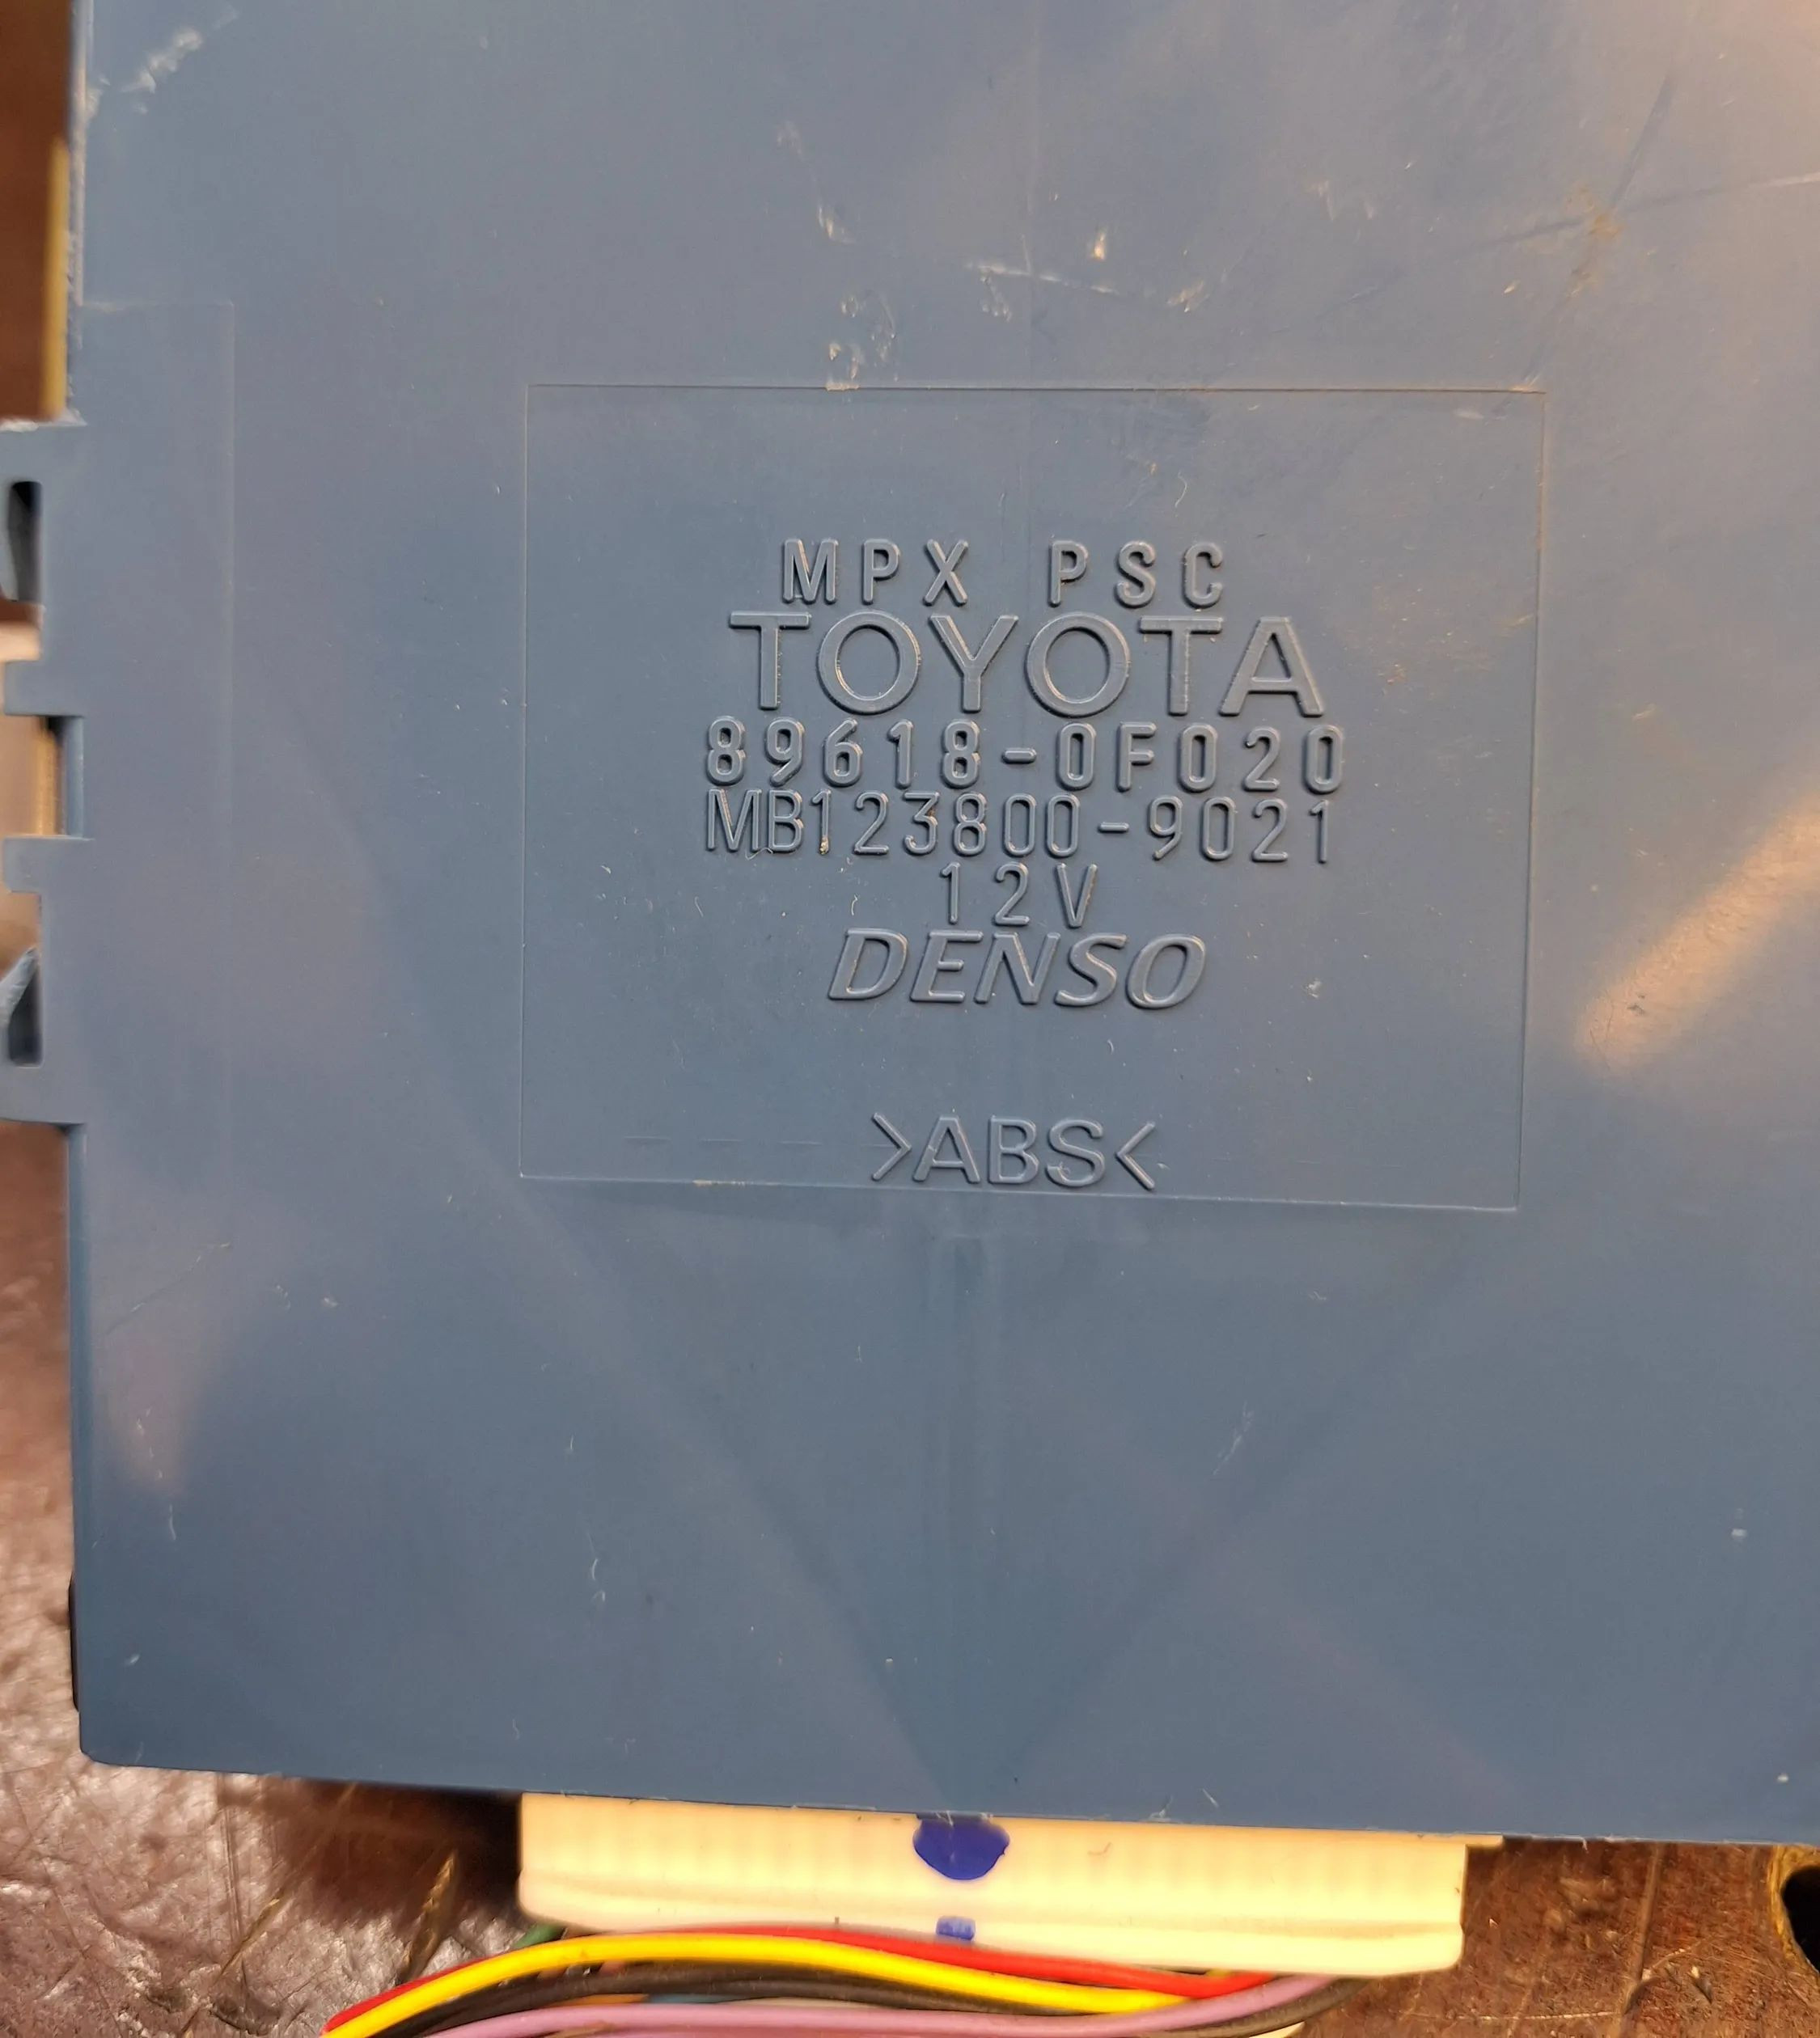 MPX PSC
TOYOTA
89618-0F020
MB123800-9021
12V
DENSO
>ABS<